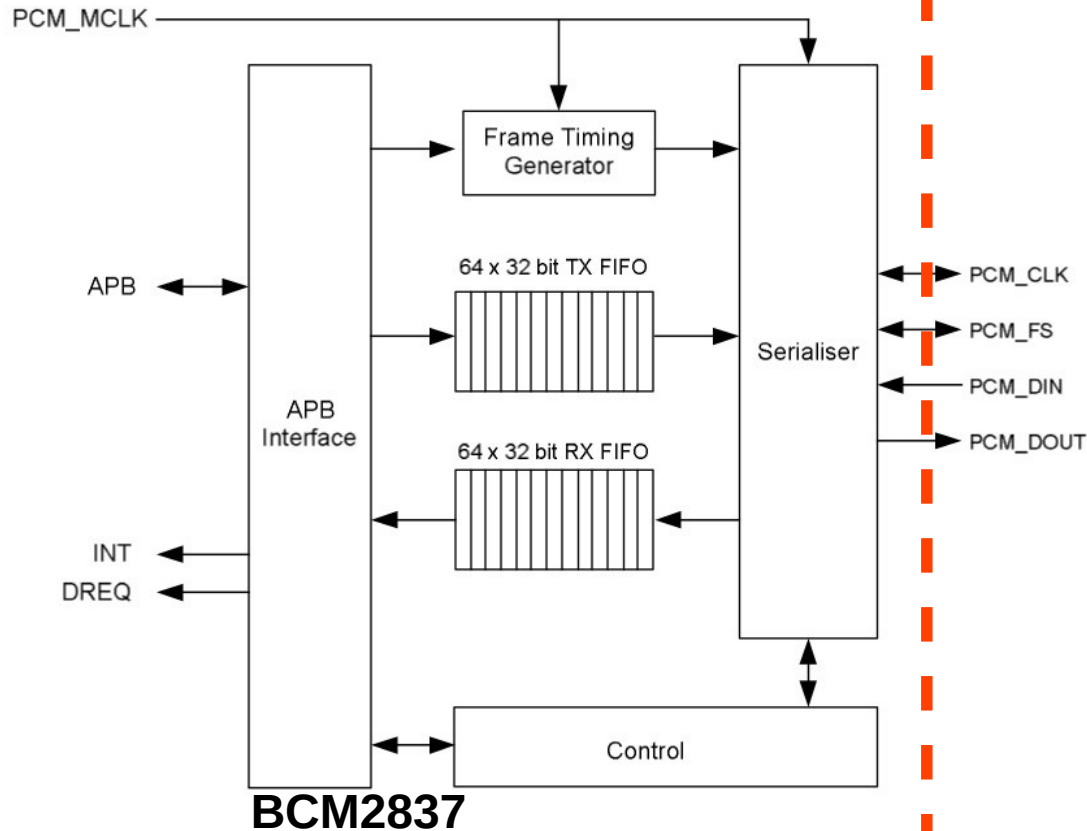 PCM_MCLK
Frame Timing
Generator
64 x 32 bit TX FIFO
APB
PCM_CLK
PCM_FS
Serialiser
PCM_DIN
APB
Interface
PCM_DOUT
64 x 32 bit RX FIFO
INT
DREQ
Control
BCM2837